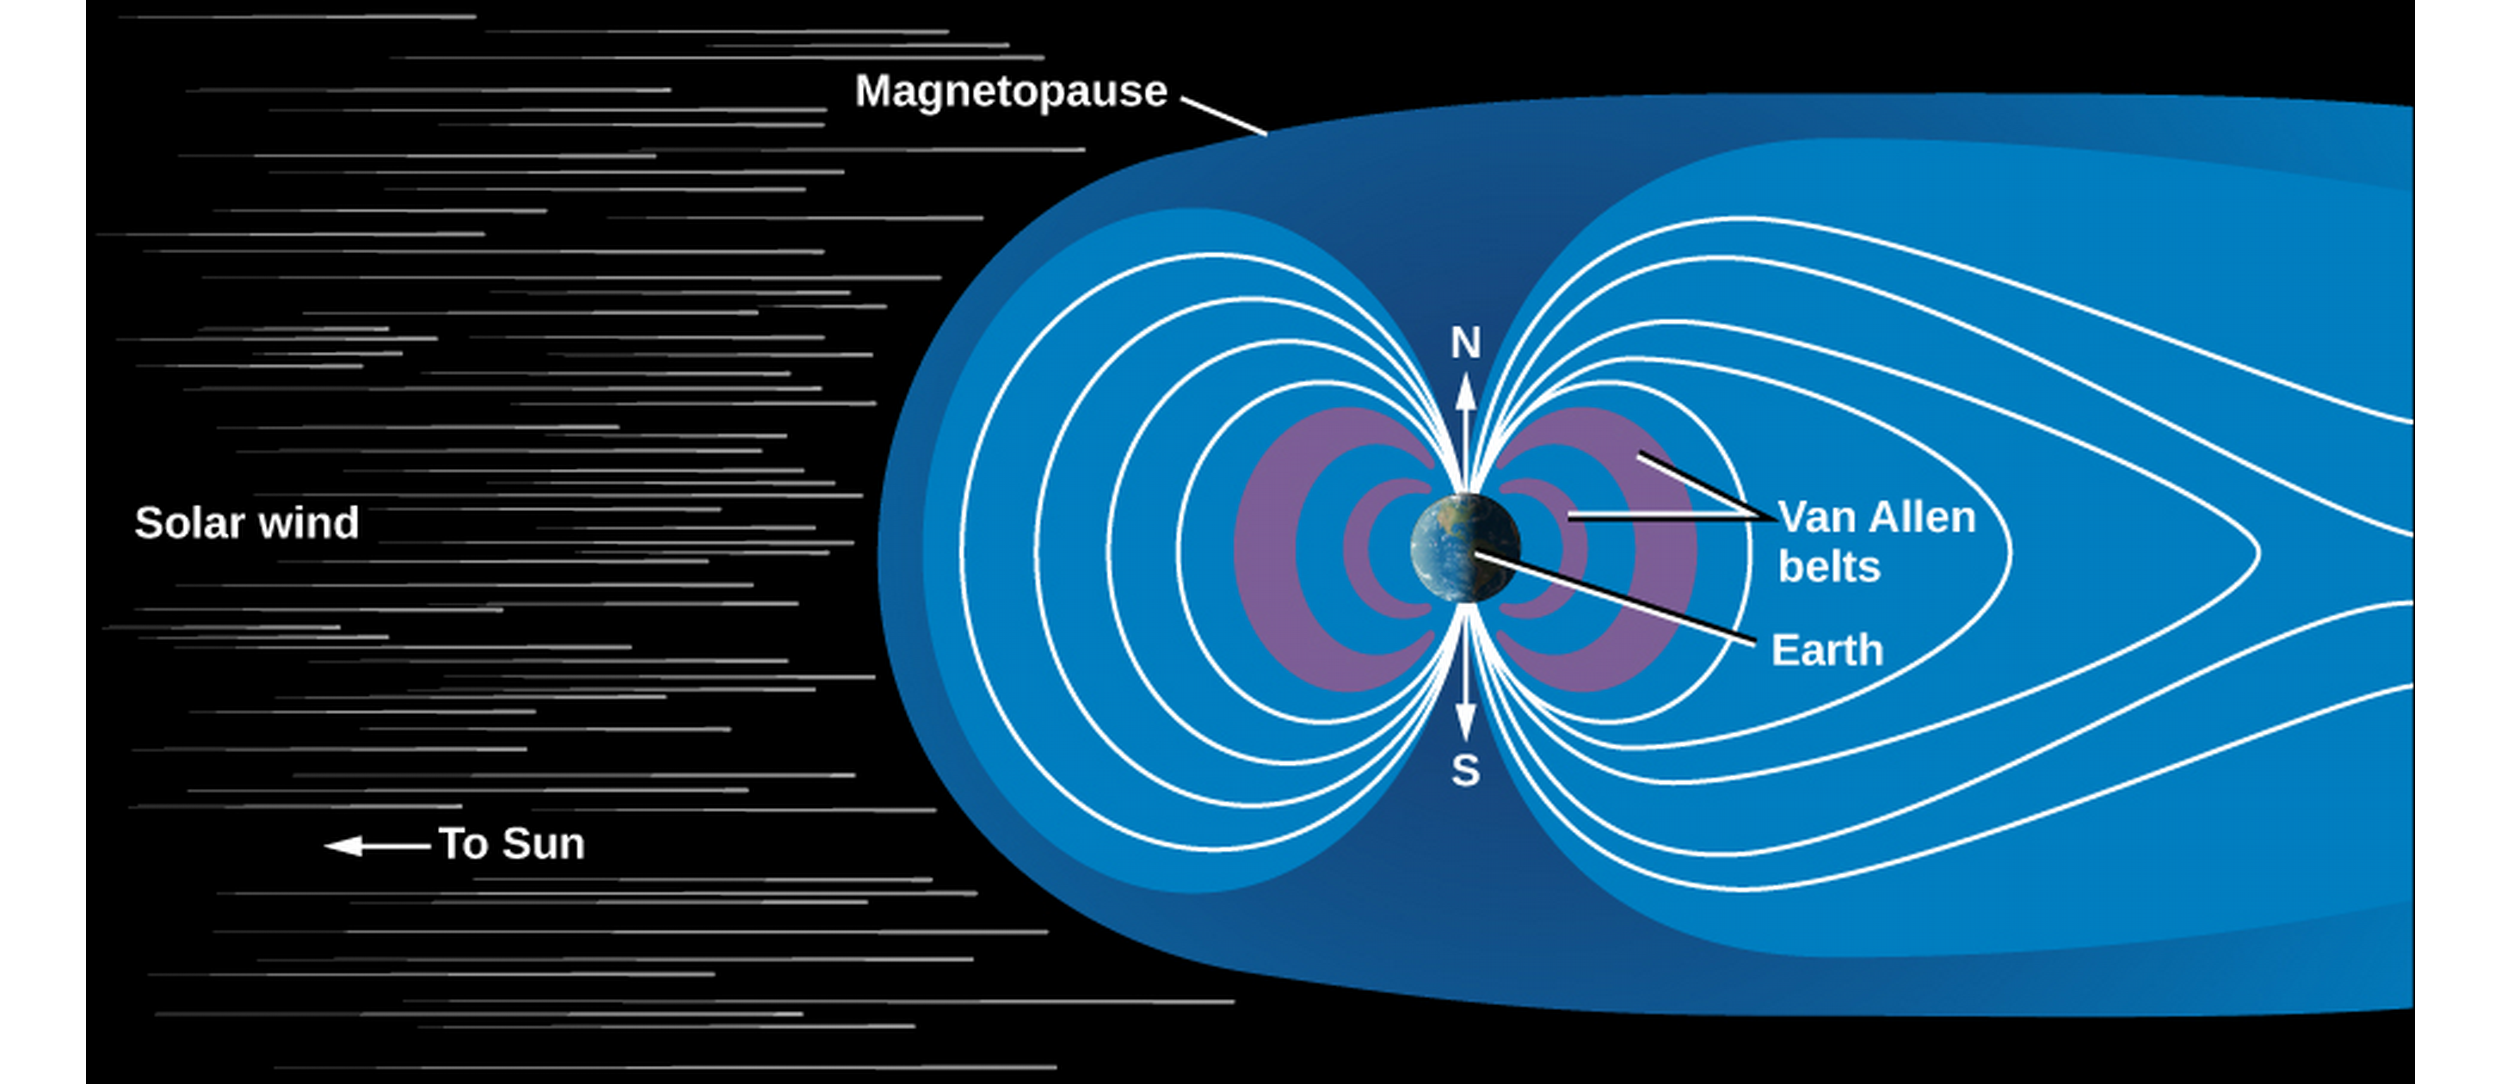 Magnetopause
N
Solar wind
Van Allen
belts
Earth
S
To Sun